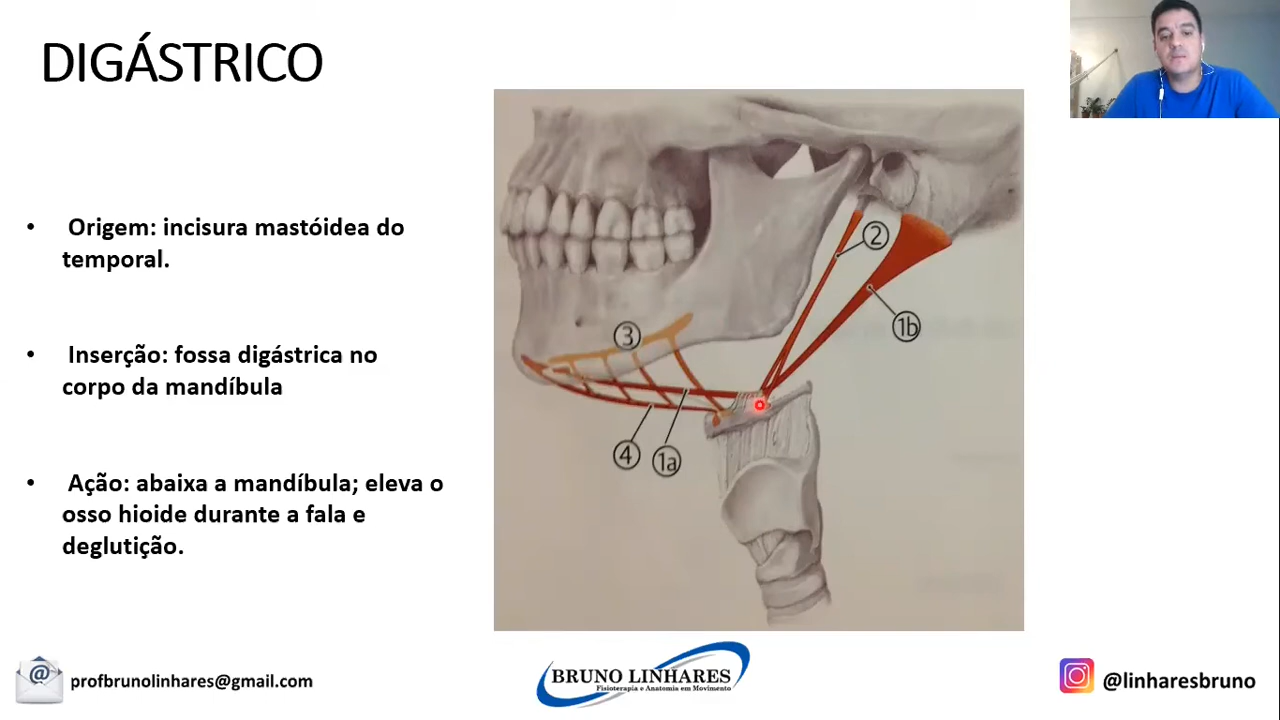 DIGÁSTRICO
• Origem: incisura mastóidea do
temporal.
• Inserção: fossa digástrica no
corpo da mandíbula
• Ação: abaixa a mandíbula; eleva o
osso hioide durante a fala e
deglutição.
2
1b
3
4
1a
@
profbrunolinhares@gmail.com
BRUNO LINHARES
Fisioterapia e Anatomia em Movimento
@linharesbruno